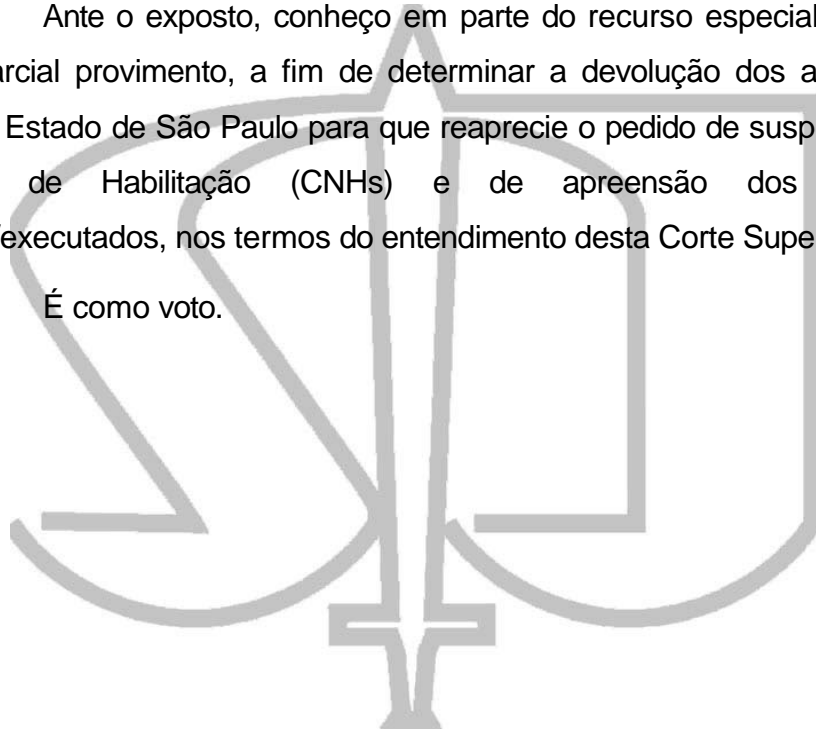 Ante o exposto, conheço em parte do recurso especial
arcial provimento, a fim de determinar a devolução dos a
Estado de São Paulo para que reaprecie o pedido de susp
de Habilitação (CNHs) e de apreensão dos
executados, nos termos do entendimento desta Corte Supe
É como voto.